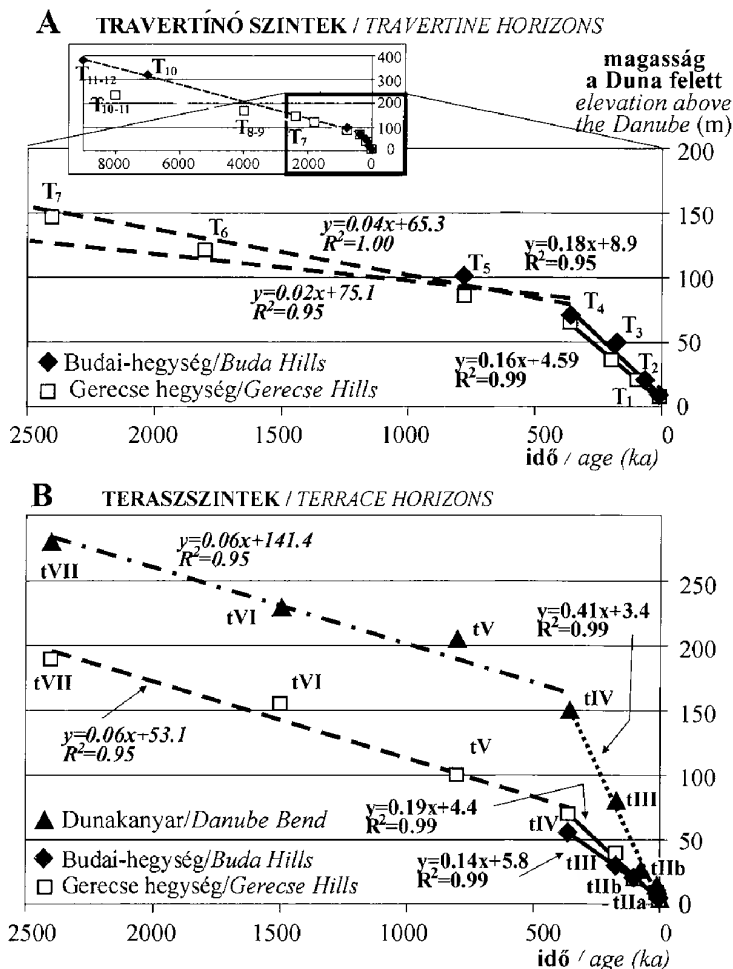 A TRAVERTÍNÓ SZINTEK / TRAVERTINE HORIZONS
magasság
a Duna felett
elevation above
the Danube (m)
400
300
200
100
0
T11-12
T10
T10-11
T8-9
T7
8000 6000 4000 2000 0
200
150
100
50
0
T7
T6
T5
T4
T3
T2
T1
y=0.04x+65.3
R²=1.00
y=0.18x+8.9
R²=0.95
y=0.02x+75.1
R²=0.95
y=0.16x+4.59
R²=0.99
Budai-hegység/Buda Hills
Gerecse hegység/Gerecse Hills
2500 2000 1500 1000 500 0
idő / age (ka)
B TERASZSZINTEK / TERRACE HORIZONS
y=0.06x+141.4
R²=0.95
250
200
150
100
50
0
tVII
tVI
tV
tIV
tIII
tIIb
y=0.41x+3.4
R²=0.99
tVII
tVI
tV
tIV
tIII
tIIb
tIIa
y=0.06x+53.1
R²=0.95
y=0.19x+4.4
R²=0.99
y=0.14x+5.8
R²=0.99
Dunakanyar/Danube Bend
Budai-hegység/Buda Hills
Gerecse hegység/Gerecse Hills
2500 2000 1500 1000 500 0
idő / age (ka)